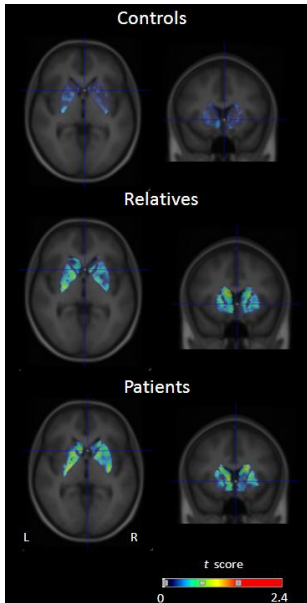 Controls
Relatives
Patients
L R
t score
0 2.4